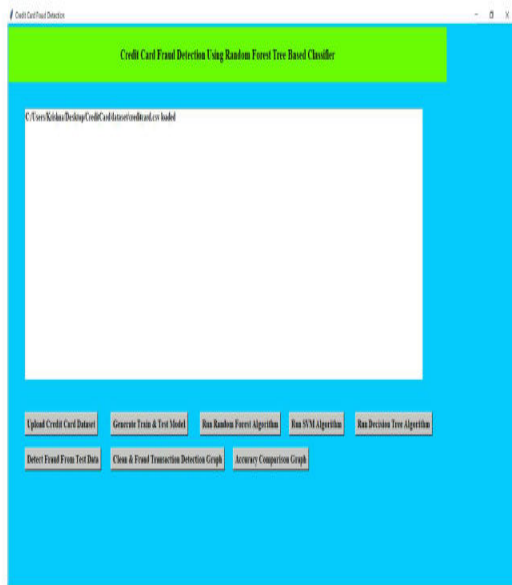 Credit Card Fraud Detection
Credit Card Fraud Detection Using Random Forest Tree Based Classifier
C:/Users/Krishna/Desktop/CreditCard/dataset/creditcard.csv loaded
Upload Credit Card Dataset Generate Train & Test Model Run Random Forest Algorithm Run SVM Algorithm Run Decision Tree Algorithm
Detect Fraud From Test Data Clean & Fraud Transaction Detection Graph Accuracy Comparison Graph